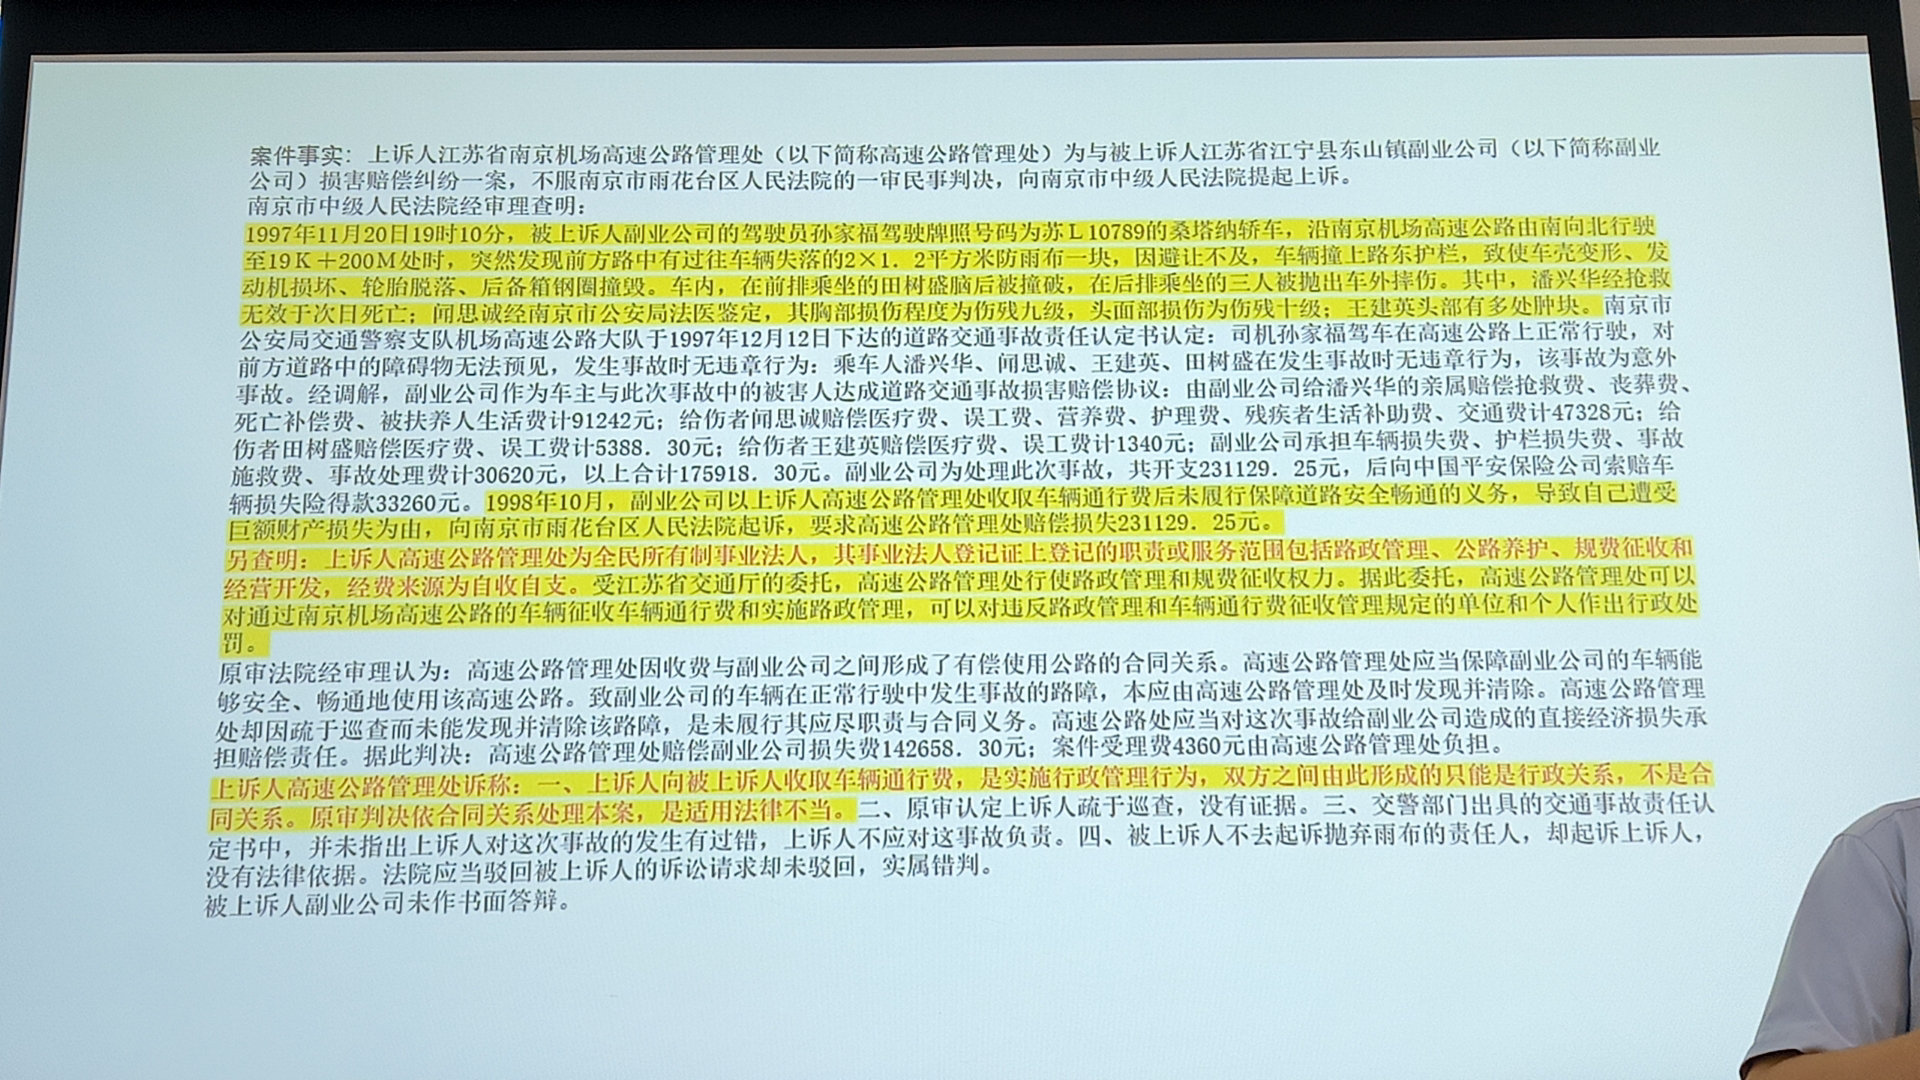 案件事实：上诉人江苏省南京机场高速公路管理处（以下简称高速公路管理处）为与被上诉人江苏省江宁县东山镇副业公司（以下简称副业
公司）损害赔偿纠纷一案，不服南京市雨花台区人民法院的一审民事判决，向南京市中级人民法院提起上诉。
南京市中级人民法院经审理查明：
1997年11月20日19时10分，被上诉人副业公司的驾驶员孙家福驾驶牌照号码为苏Ｌ10789的桑塔纳轿车，沿南京机场高速公路由南向北行驶
至19Ｋ＋200Ｍ处时，突然发现前方路中有过往车辆失落的2×1．2平方米防雨布一块，因避让不及，车辆撞上路东护栏，致使车壳变形、发
动机损坏、轮胎脱落、后备箱钢圈撞毁。车内，在前排乘坐的田树盛脑后被撞破，在后排乘坐的三人被抛出车外摔伤。其中，潘兴华经抢救
无效于次日死亡；闻思诚经南京市公安局法医鉴定，其胸部损伤程度为伤残九级，头面部损伤为伤残十级；王建英头部有多处肿块。南京市
公安局交通警察支队机场高速公路大队于1997年12月12日下达的道路交通事故责任认定书认定：司机孙家福驾车在高速公路上正常行驶，对
前方道路中的障碍物无法预见，发生事故时无违章行为：乘车人潘兴华、闻思诚、王建英、田树盛在发生事故时无违章行为，该事故为意外
事故。经调解，副业公司作为车主与此次事故中的被害人达成道路交通事故损害赔偿协议：由副业公司给潘兴华的亲属赔偿抢救费、丧葬费、
死亡补偿费、被扶养人生活费计91242元；给伤者闻思诚赔偿医疗费、误工费、营养费、护理费、残疾者生活补助费、交通费计47328元；给
伤者田树盛赔偿医疗费、误工费计5388．30元；给伤者王建英赔偿医疗费、误工费计1340元；副业公司承担车辆损失费、护栏损失费、事故
施救费、事故处理费计30620元，以上合计175918．30元。副业公司为处理此次事故，共开支231129．25元，后向中国平安保险公司索赔车
辆损失险得款33260元。1998年10月，副业公司以上诉人高速公路管理处收取车辆通行费后未履行保障道路安全畅通的义务，导致自己遭受
巨额财产损失为由，向南京市雨花台区人民法院起诉，要求高速公路管理处赔偿损失231129．25元。
另查明：上诉人高速公路管理处为全民所有制事业法人，其事业法人登记证上登记的职责或服务范围包括路政管理、公路养护、规费征收和
经营开发，经费来源为自收自支。受江苏省交通厅的委托，高速公路管理处行使路政管理和规费征收权力。据此委托，高速公路管理处可以
对通过南京机场高速公路的车辆征收车辆通行费和实施路政管理，可以对违反路政管理和车辆通行费征收管理规定的单位和个人作出行政处
罚。
原审法院经审理认为：高速公路管理处因收费与副业公司之间形成了有偿使用公路的合同关系。高速公路管理处应当保障副业公司的车辆能
够安全、畅通地使用该高速公路。致副业公司的车辆在正常行驶中发生事故的路障，本应由高速公路管理处及时发现并清除。高速公路管理
处却因疏于巡查而未能发现并清除该路障，是未履行其应尽职责与合同义务。高速公路处应当对这次事故给副业公司造成的直接经济损失承
担赔偿责任。据此判决：高速公路管理处赔偿副业公司损失费142658．30元；案件受理费4360元由高速公路管理处负担。
上诉人高速公路管理处诉称：一、上诉人向被上诉人收取车辆通行费，是实施行政管理行为，双方之间由此形成的只能是行政关系，不是合
同关系。原审判决依合同关系处理本案，是适用法律不当。二、原审认定上诉人疏于巡查，没有证据。三、交警部门出具的交通事故责任认
定书中，并未指出上诉人对这次事故的发生有过错，上诉人不应对这事故负责。四、被上诉人不去起诉抛弃雨布的责任人，却起诉上诉人，
没有法律依据。法院应当驳回被上诉人的诉讼请求却未驳回，实属错判。
被上诉人副业公司未作书面答辩。